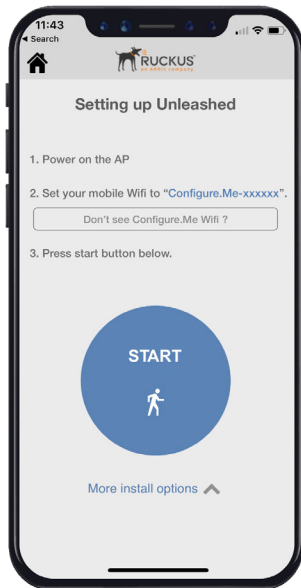 11:43
Search
RUCKUS
an ARRIS company
Setting up Unleashed
1. Power on the AP
2. Set your mobile Wifi to “Configure.Me-xxxxxx”.
Don't see Configure.Me Wifi ?
3. Press start button below.
START
More install options